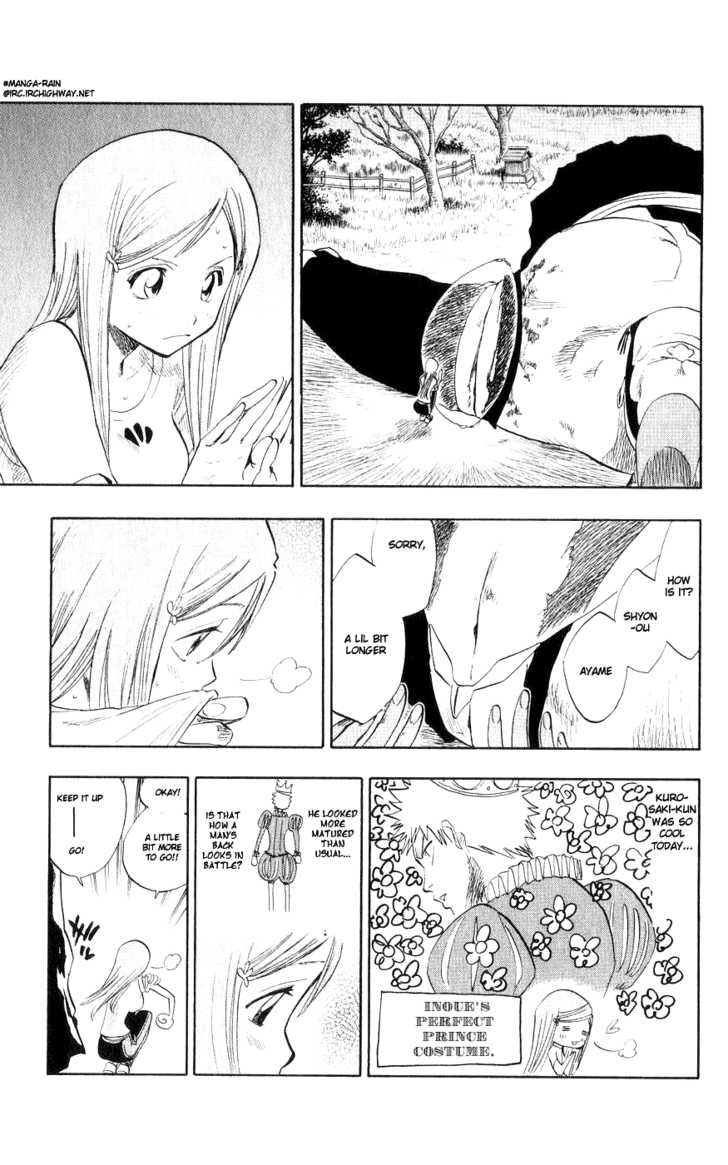 #MANGA-RAIN
@IRC.IRCHIGHWAY.NET
HOW
IS IT?
SHYON
-OU
AYAME
SORRY,
A LIL BIT
LONGER
KURO-
SAKI-KUN
WAS SO
COOL
TODAY...
INOUE'S
PERFECT
PRINCE
COSTUME.
HE LOOKED
MORE
MATURED
THAN
USUAL...
IS THAT
HOW A
MAN'S
BACK
LOOKS IN
BATTLE?
OKAY!
A LITTLE
BIT MORE
TO GO!!
KEEP IT UP
GO!